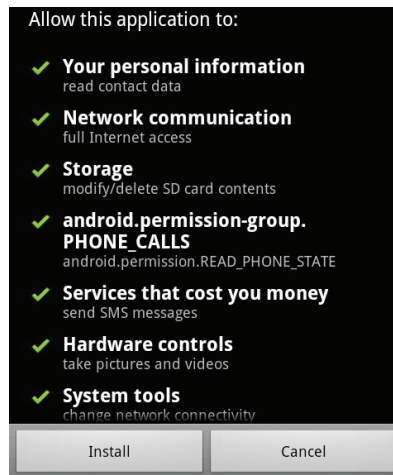 Allow this application to:
Your personal information
read contact data
Network communication
full Internet access
Storage
modify/delete SD card contents
android.permission-group.
PHONE_CALLS
android.permission.READ_PHONE_STATE
Services that cost you money
send SMS messages
Hardware controls
take pictures and videos
System tools
change network connectivity
Install
Cancel